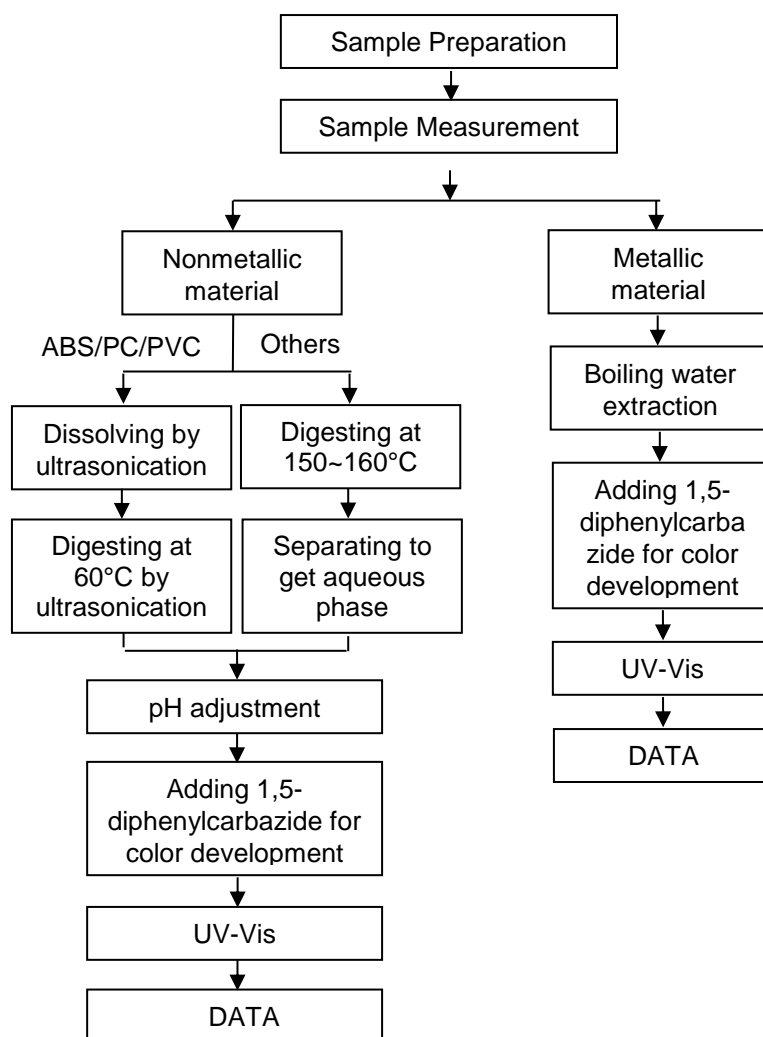 Sample Preparation
Sample Measurement
Nonmetallic
material
Metallic
material
ABS/PC/PVC
Others
Boiling water
extraction
Dissolving by
ultrasonication
Digesting at
150~160°C
Adding 1,5-
diphenylcarba
zide for color
development
Digesting at
60°C by
ultrasonication
Separating to
get aqueous
phase
UV-Vis
pH adjustment
DATA
Adding 1,5-
diphenylcarbazide for
color development
UV-Vis
DATA